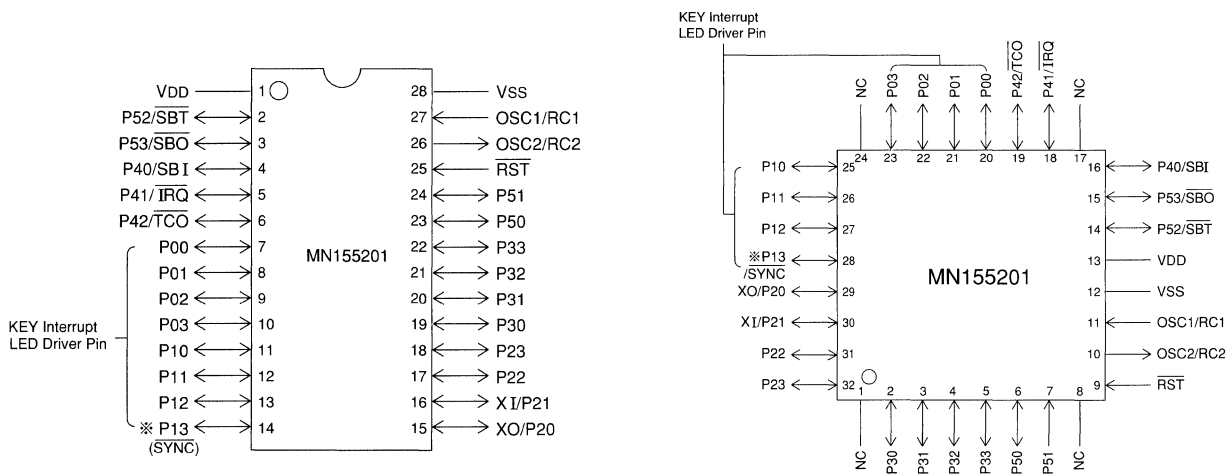 VDD 1 28 VSS
P52/SBT 2 27 OSC1/RC1
P53/SBO 3 26 OSC2/RC2
P40/SBI 4 25 RST
P41/IRQ 5 24 P51
P42/TCO 6 23 P50
P00 7 22 P33
MN155201
P01 8 21 P32
P02 9 20 P31
P03 10 19 P30
KEY Interrupt
LED Driver Pin
P10 11 18 P23
P11 12 17 P22
P12 13 16 XI/P21
※ P13 14 15 XO/P20
(SYNC)
KEY Interrupt
LED Driver Pin
NC P03 P02 P01 P00 P42/TCO P41/IRQ NC
24 23 22 21 20 19 18 17
P10 25 16 P40/SBI
P11 26 15 P53/SBO
P12 27 14 P52/SBT
※P13 28 13 VDD
/SYNC
MN155201
XO/P20 29 12 VSS
XI/P21 30 11 OSC1/RC1
P22 31 10 OSC2/RC2
P23 32 9 RST
1 2 3 4 5 6 7 8
NC P30 P31 P32 P33 P50 P51 NC